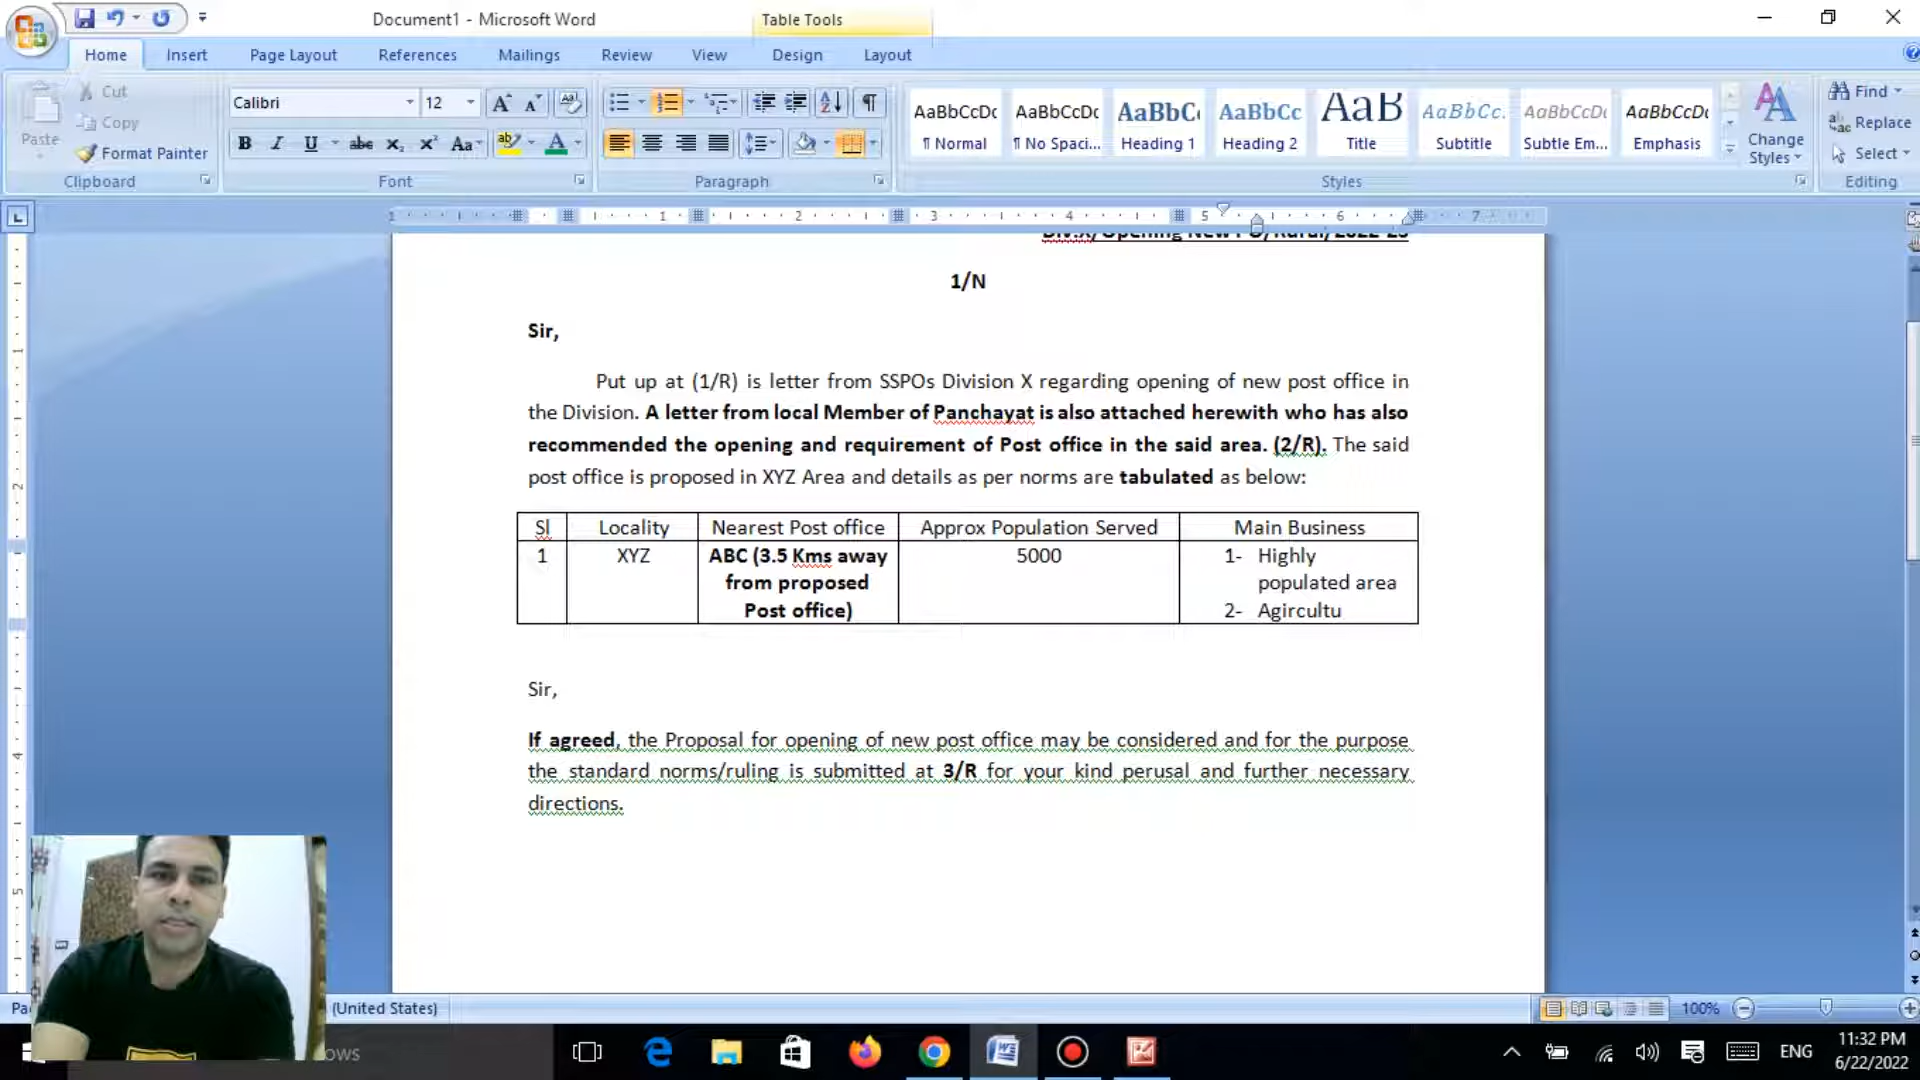 Document1 - Microsoft Word
Table Tools
Home Insert Page Layout References Mailings Review View Design Layout
Paste
Cut
Copy
Format Painter
Clipboard
Calibri 12
Font
Paragraph
AaBbCcDc AaBbCcDc AaBbC AaBbCc AaB AaBbCc. AaBbCcDc AaBbCcDc
¶ Normal ¶ No Spaci... Heading 1 Heading 2 Title Subtitle Subtle Em... Emphasis
Styles
Change Styles
Find
Replace
Select
Editing
1/N
Sir,
Put up at (1/R) is letter from SSPOs Division X regarding opening of new post office in
the Division. A letter from local Member of Panchayat is also attached herewith who has also
recommended the opening and requirement of Post office in the said area. (2/R). The said
post office is proposed in XYZ Area and details as per norms are tabulated as below:
Sl Locality Nearest Post office Approx Population Served Main Business
1 XYZ ABC (3.5 Kms away 5000 1- Highly
from proposed populated area
Post office) 2- Agircultu
Sir,
If agreed, the Proposal for opening of new post office may be considered and for the purpose
the standard norms/ruling is submitted at 3/R for your kind perusal and further necessary
directions.
(United States)
100%
ENG
11:32 PM
6/22/2022